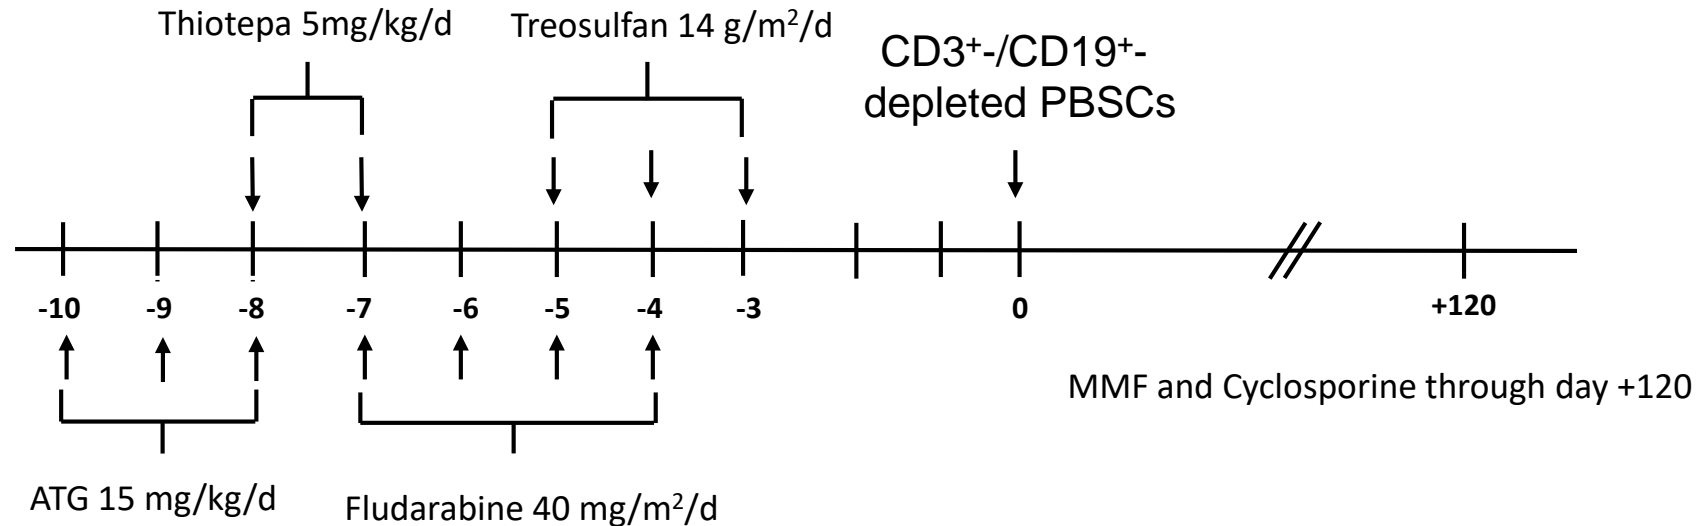 Thiotepa 5mg/kg/d
Treosulfan 14 g/m²/d
CD3⁺-/CD19⁺-
depleted PBSCs
-10 -9 -8 -7 -6 -5 -4 -3 0 +120
MMF and Cyclosporine through day +120
ATG 15 mg/kg/d
Fludarabine 40 mg/m²/d